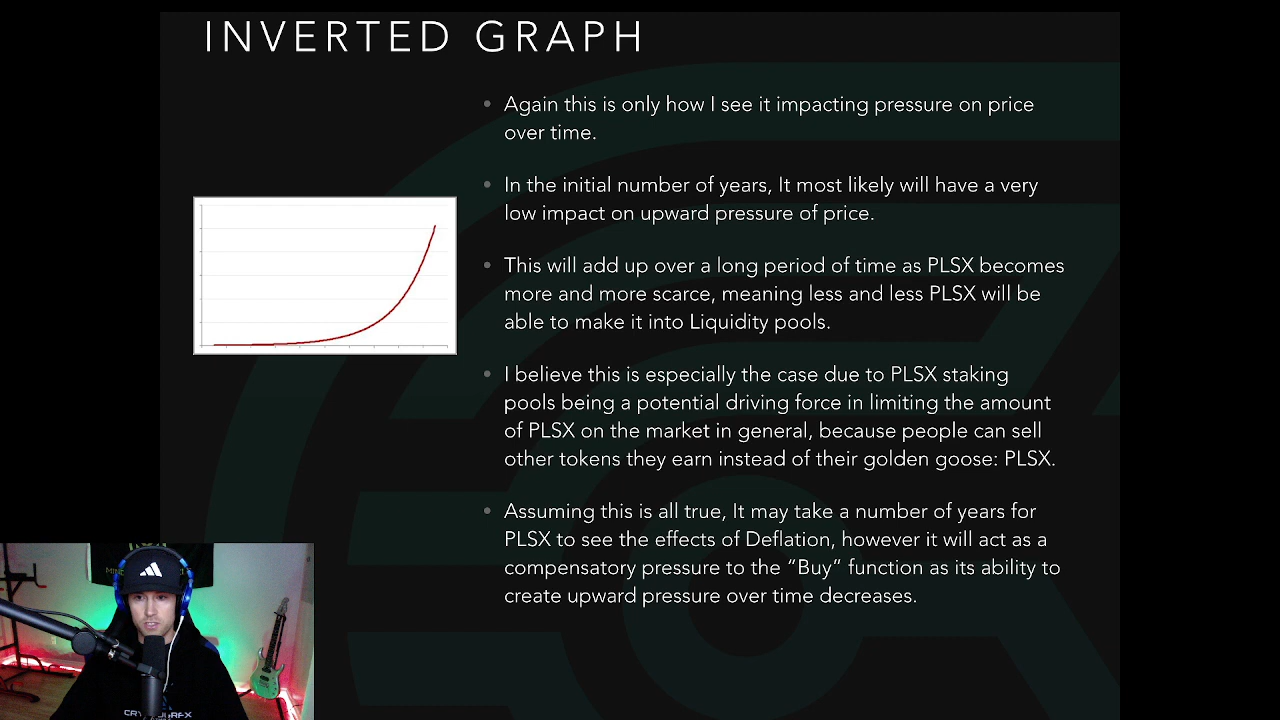 INVERTED GRAPH
Again this is only how I see it impacting pressure on price
over time.
In the initial number of years, It most likely will have a very
low impact on upward pressure of price.
This will add up over a long period of time as PLSX becomes
more and more scarce, meaning less and less PLSX will be
able to make it into Liquidity pools.
I believe this is especially the case due to PLSX staking
pools being a potential driving force in limiting the amount
of PLSX on the market in general, because people can sell
other tokens they earn instead of their golden goose: PLSX.
Assuming this is all true, It may take a number of years for
PLSX to see the effects of Deflation, however it will act as a
compensatory pressure to the “Buy” function as its ability to
create upward pressure over time decreases.